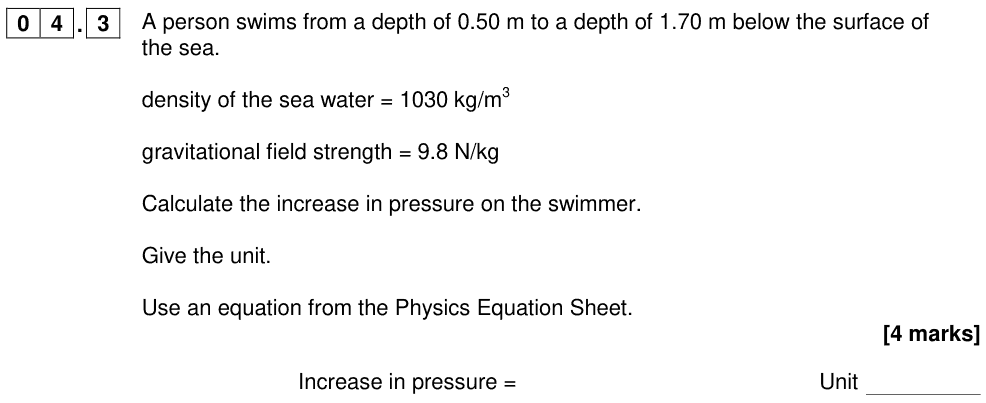 04.3 A person swims from a depth of 0.50 m to a depth of 1.70 m below the surface of
the sea.
density of the sea water = 1030 kg/m³
gravitational field strength = 9.8 N/kg
Calculate the increase in pressure on the swimmer.
Give the unit.
Use an equation from the Physics Equation Sheet.
[4 marks]
Increase in pressure = Unit